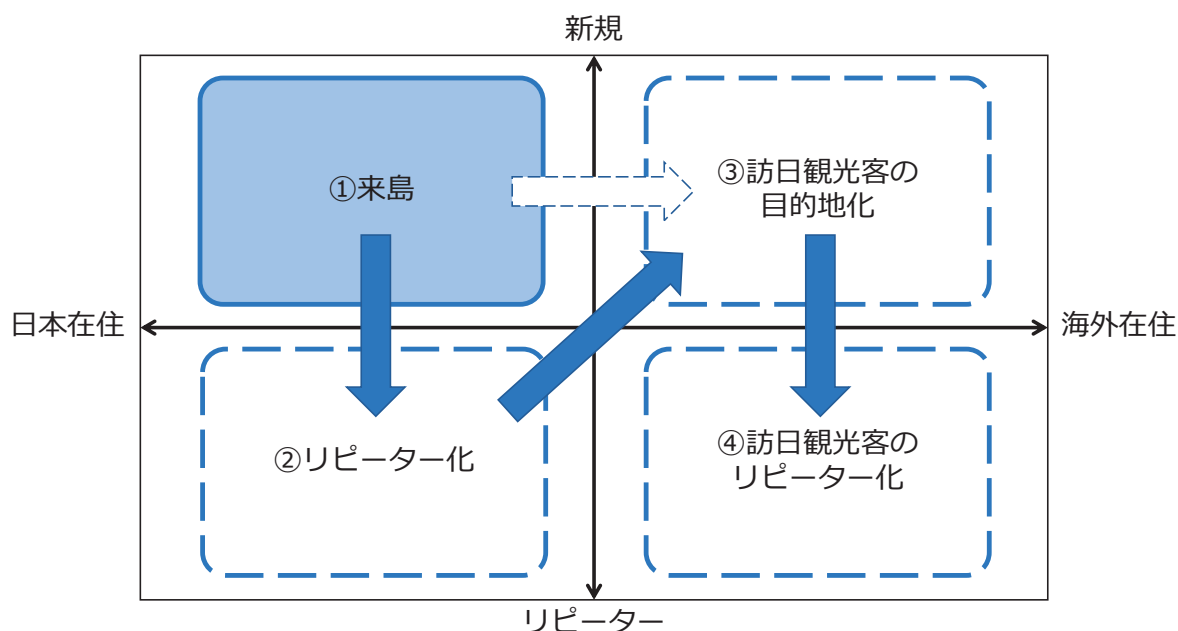 新規
①来島
③訪日観光客の
目的地化
日本在住
海外在住
②リピーター化
④訪日観光客の
リピーター化
リピーター